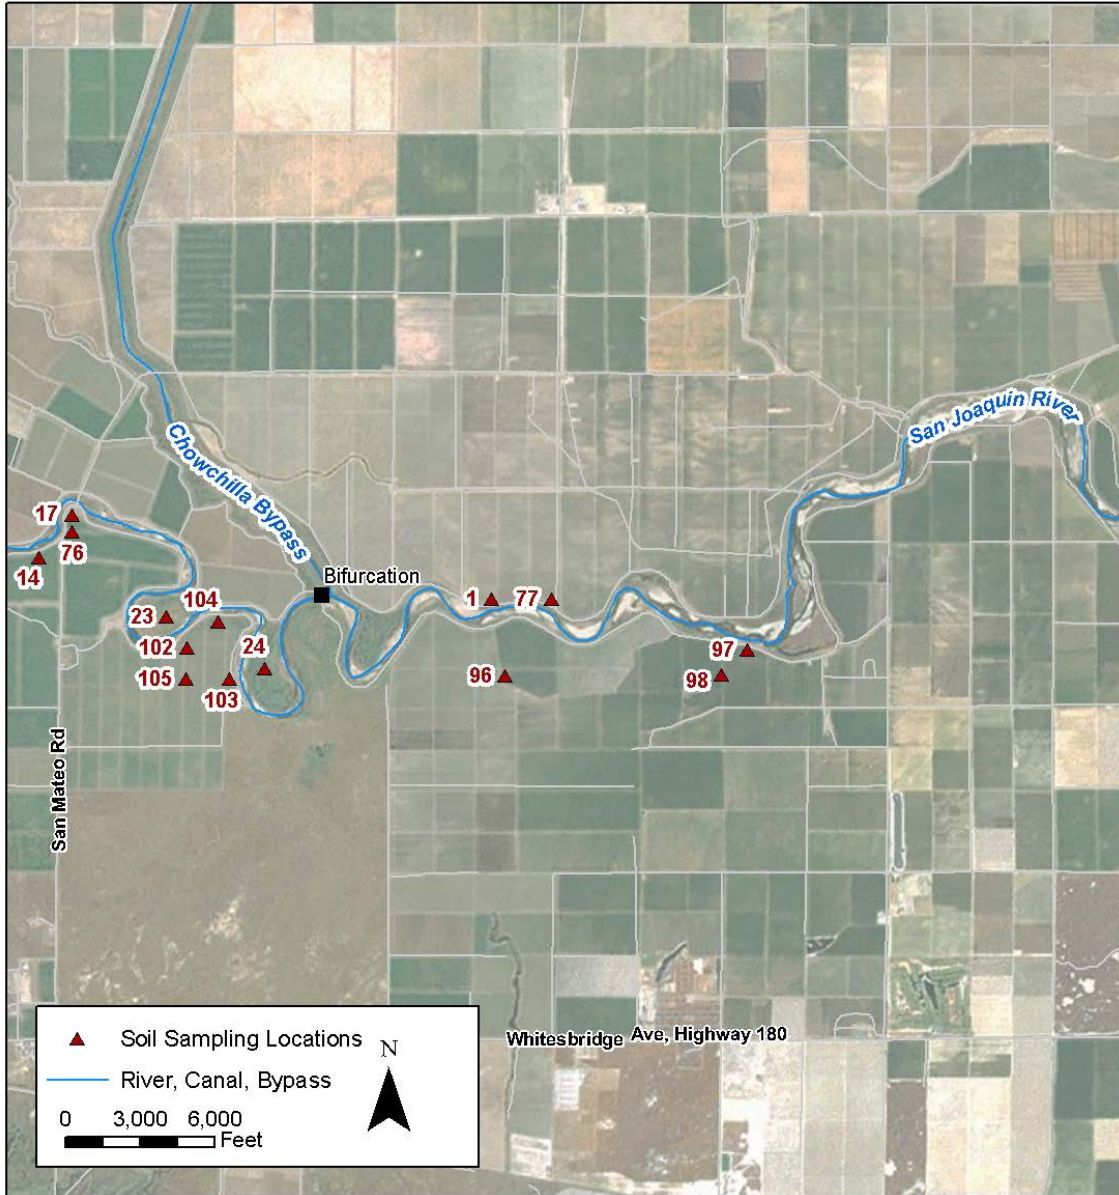 San Joaquin River
Chowchilla Bypass
17
76
14
Bifurcation
1
77
104
23
102
24
97
105
103
96
98
San Mateo Rd
Whitesbridge Ave, Highway 180
Soil Sampling Locations
N
River, Canal, Bypass
0 3,000 6,000
Feet